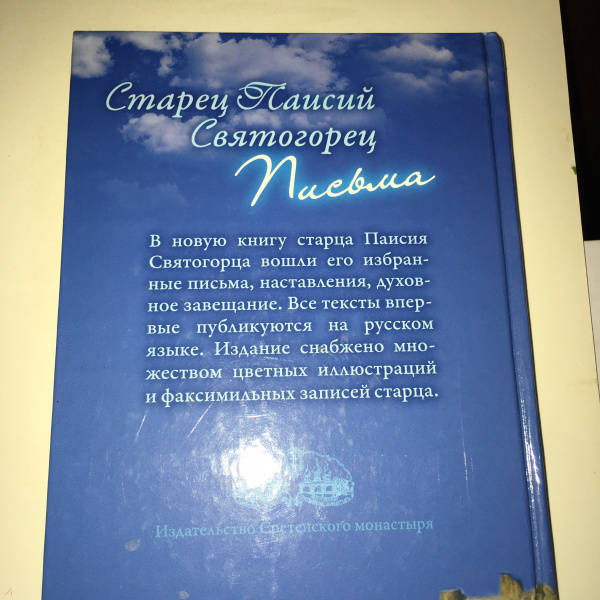 Старец Паисий
Святогорец
Письма
В новую книгу старца Паисия
Святогорца вошли его избран-
ные письма, наставления, духов-
ное завещание. Все тексты впер-
вые публикуются на русском
языке. Издание снабжено мно-
жеством цветных иллюстраций
и факсимильных записей старца.
Издательство Сретенского монастыря